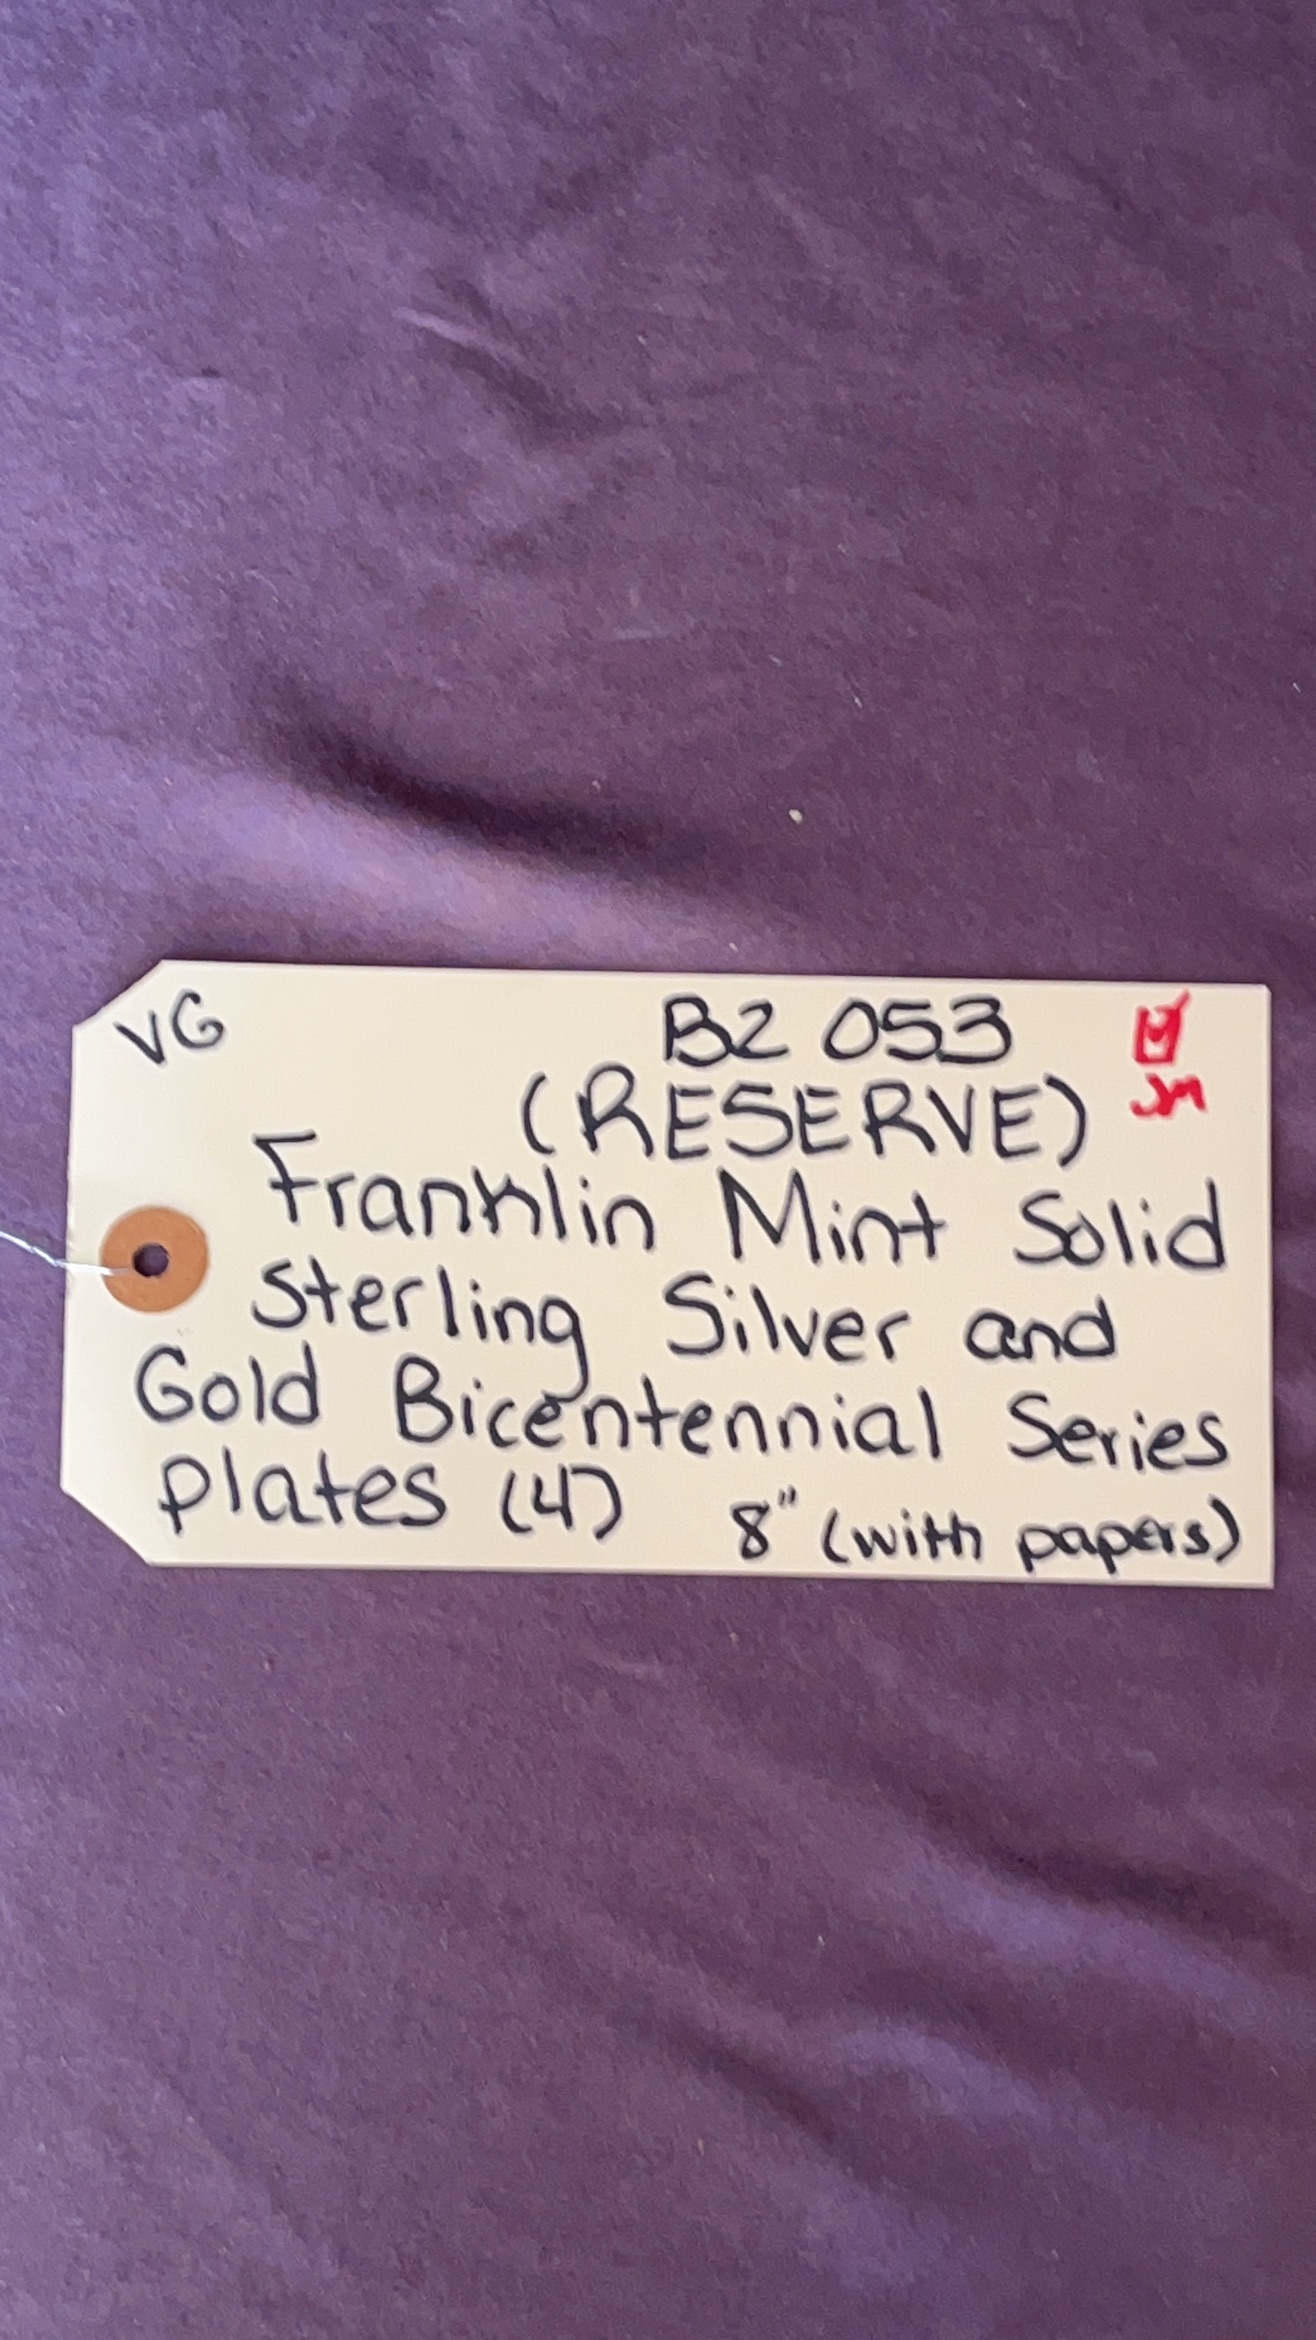 VG
B2 053
(RESERVE)
Franklin Mint Solid
Sterling Silver and
Gold Bicentennial Series
Plates (4) 8" (with papers)